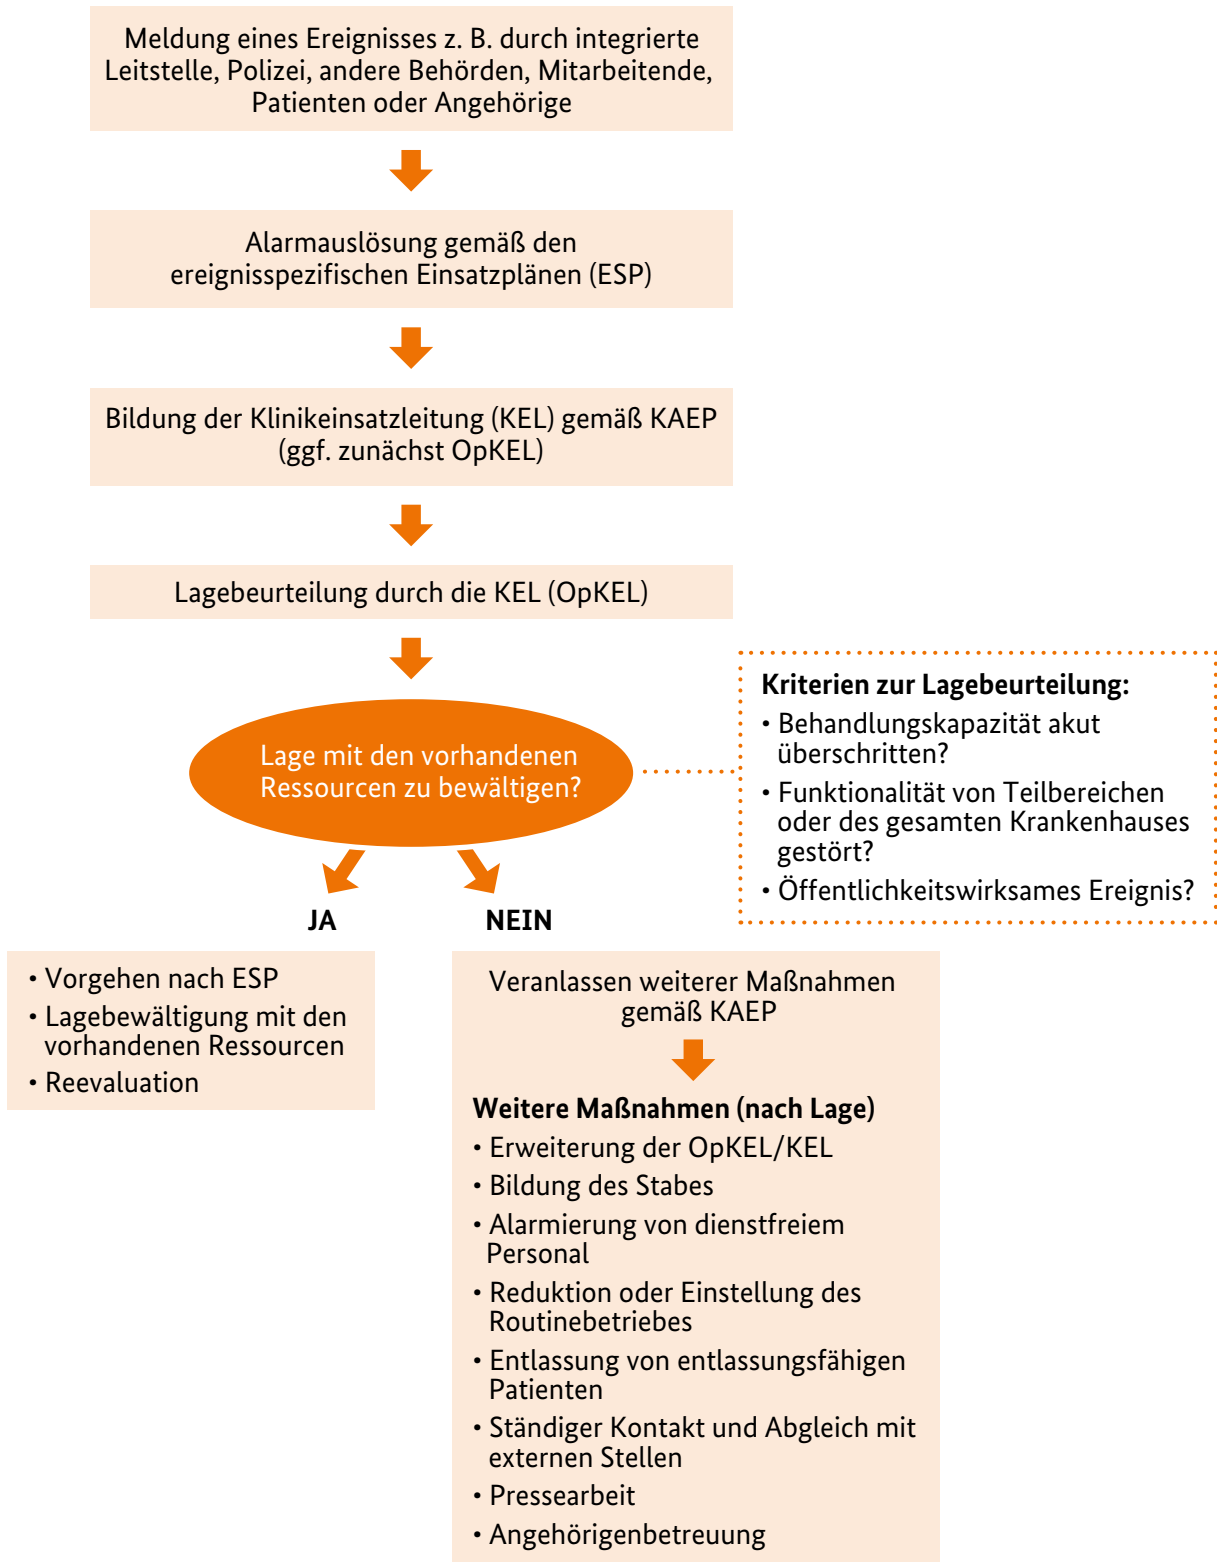 Meldung eines Ereignisses z. B. durch integrierte
Leitstelle, Polizei, andere Behörden, Mitarbeitende,
Patienten oder Angehörige
Alarmauslösung gemäß den
ereignisspezifischen Einsatzplänen (ESP)
Bildung der Klinikeinsatzleitung (KEL) gemäß KAEP
(ggf. zunächst OpKEL)
Lagebeurteilung durch die KEL (OpKEL)
Lage mit den vorhandenen
Ressourcen zu bewältigen?
Kriterien zur Lagebeurteilung:
• Behandlungskapazität akut
überschritten?
• Funktionalität von Teilbereichen
oder des gesamten Krankenhauses
gestört?
• Öffentlichkeitswirksames Ereignis?
JA
• Vorgehen nach ESP
• Lagebewältigung mit den
vorhandenen Ressourcen
• Reevaluation
NEIN
Veranlassen weiterer Maßnahmen
gemäß KAEP
Weitere Maßnahmen (nach Lage)
• Erweiterung der OpKEL/KEL
• Bildung des Stabes
• Alarmierung von dienstfreiem
Personal
• Reduktion oder Einstellung des
Routinebetriebes
• Entlassung von entlassungsfähigen
Patienten
• Ständiger Kontakt und Abgleich mit
externen Stellen
• Pressearbeit
• Angehörigenbetreuung